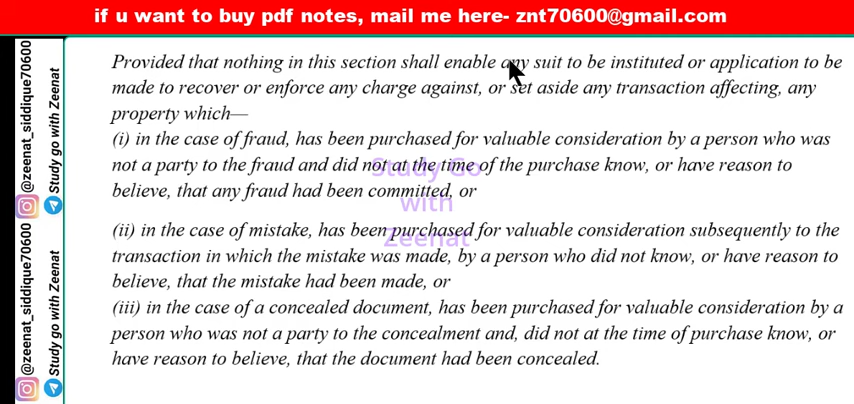 if u want to buy pdf notes, mail me here- znt70600@gmail.com
Provided that nothing in this section shall enable any suit to be instituted or application to be
made to recover or enforce any charge against, or set aside any transaction affecting, any
property which—
(i) in the case of fraud, has been purchased for valuable consideration by a person who was
not a party to the fraud and did not at the time of the purchase know, or have reason to
believe, that any fraud had been committed, or
(ii) in the case of mistake, has been purchased for valuable consideration subsequently to the
transaction in which the mistake was made, by a person who did not know, or have reason to
believe, that the mistake had been made, or
(iii) in the case of a concealed document, has been purchased for valuable consideration by a
person who was not a party to the concealment and, did not at the time of purchase know, or
have reason to believe, that the document had been concealed.
Study Go
with
Zeenat
@zeenat_siddique70600
Study go with Zeenat
@zeenat_siddique70600
Study go with Zeenat